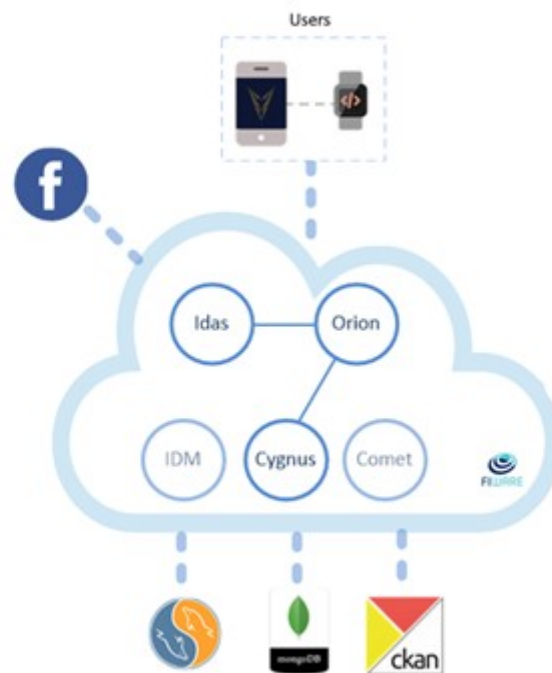 Users
</>
f
Idas
Orion
IDM
Cygnus
Comet
FIWARE
mongoDB
ckan